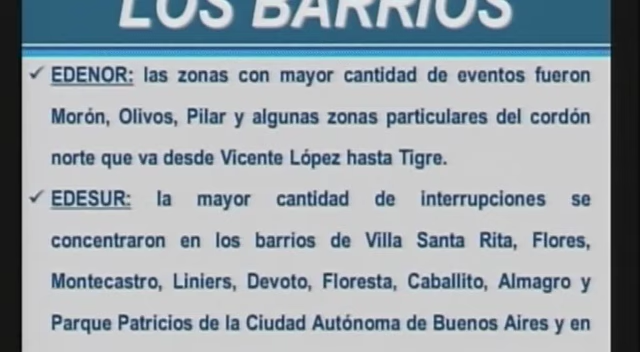 LOS BARRIOS
✓ EDENOR: las zonas con mayor cantidad de eventos fueron
Morón, Olivos, Pilar y algunas zonas particulares del cordón
norte que va desde Vicente López hasta Tigre.
✓ EDESUR: la mayor cantidad de interrupciones se
concentraron en los barrios de Villa Santa Rita, Flores,
Montecastro, Liniers, Devoto, Floresta, Caballito, Almagro y
Parque Patricios de la Ciudad Autónoma de Buenos Aires y en